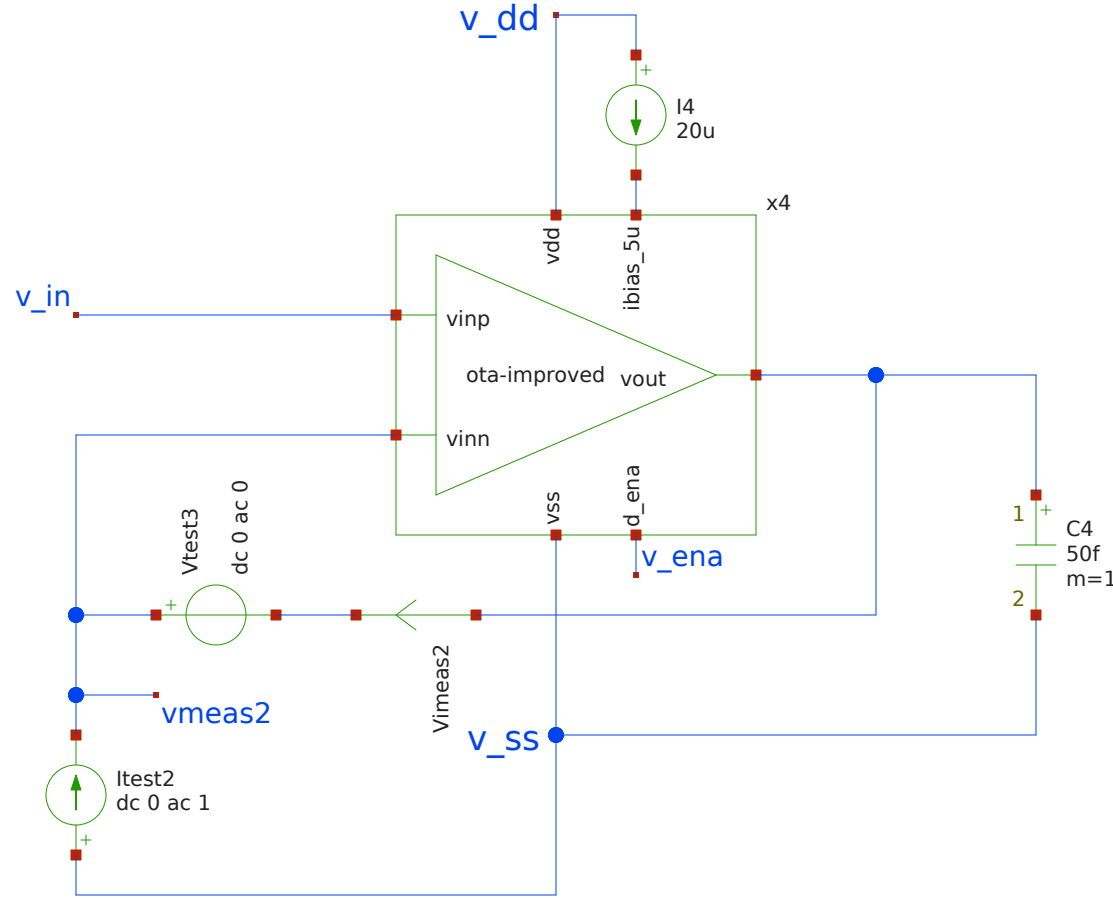 v_dd
+
I4
20u
x4
vdd
ibias_5u
v_in
vinp
ota-improved
vout
vinn
vss
d_ena
v_ena
Vtest3
dc 0 ac 0
+
1
+
C4
50f
m=1
2
Vimeas2
vmeas2
v_ss
Itest2
dc 0 ac 1
+